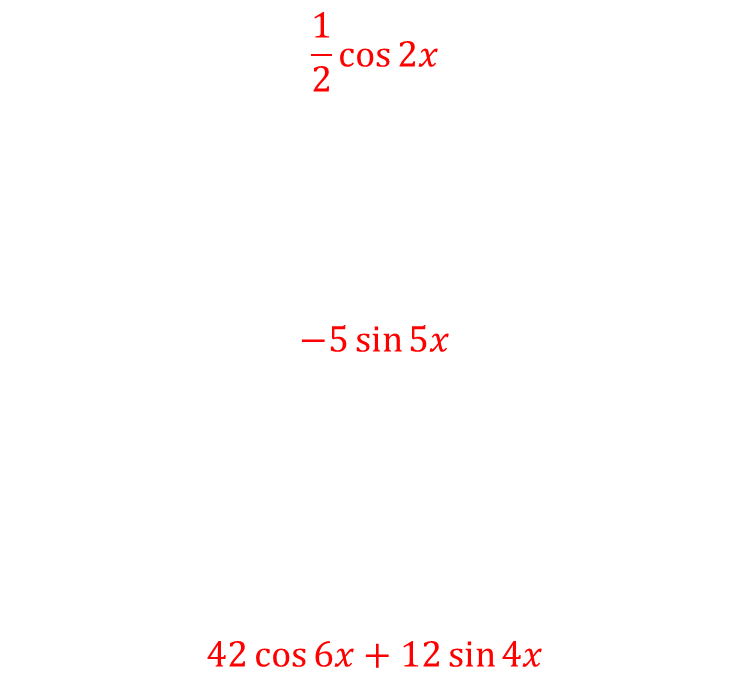 1/2 cos 2x
−5 sin 5x
42 cos 6x + 12 sin 4x